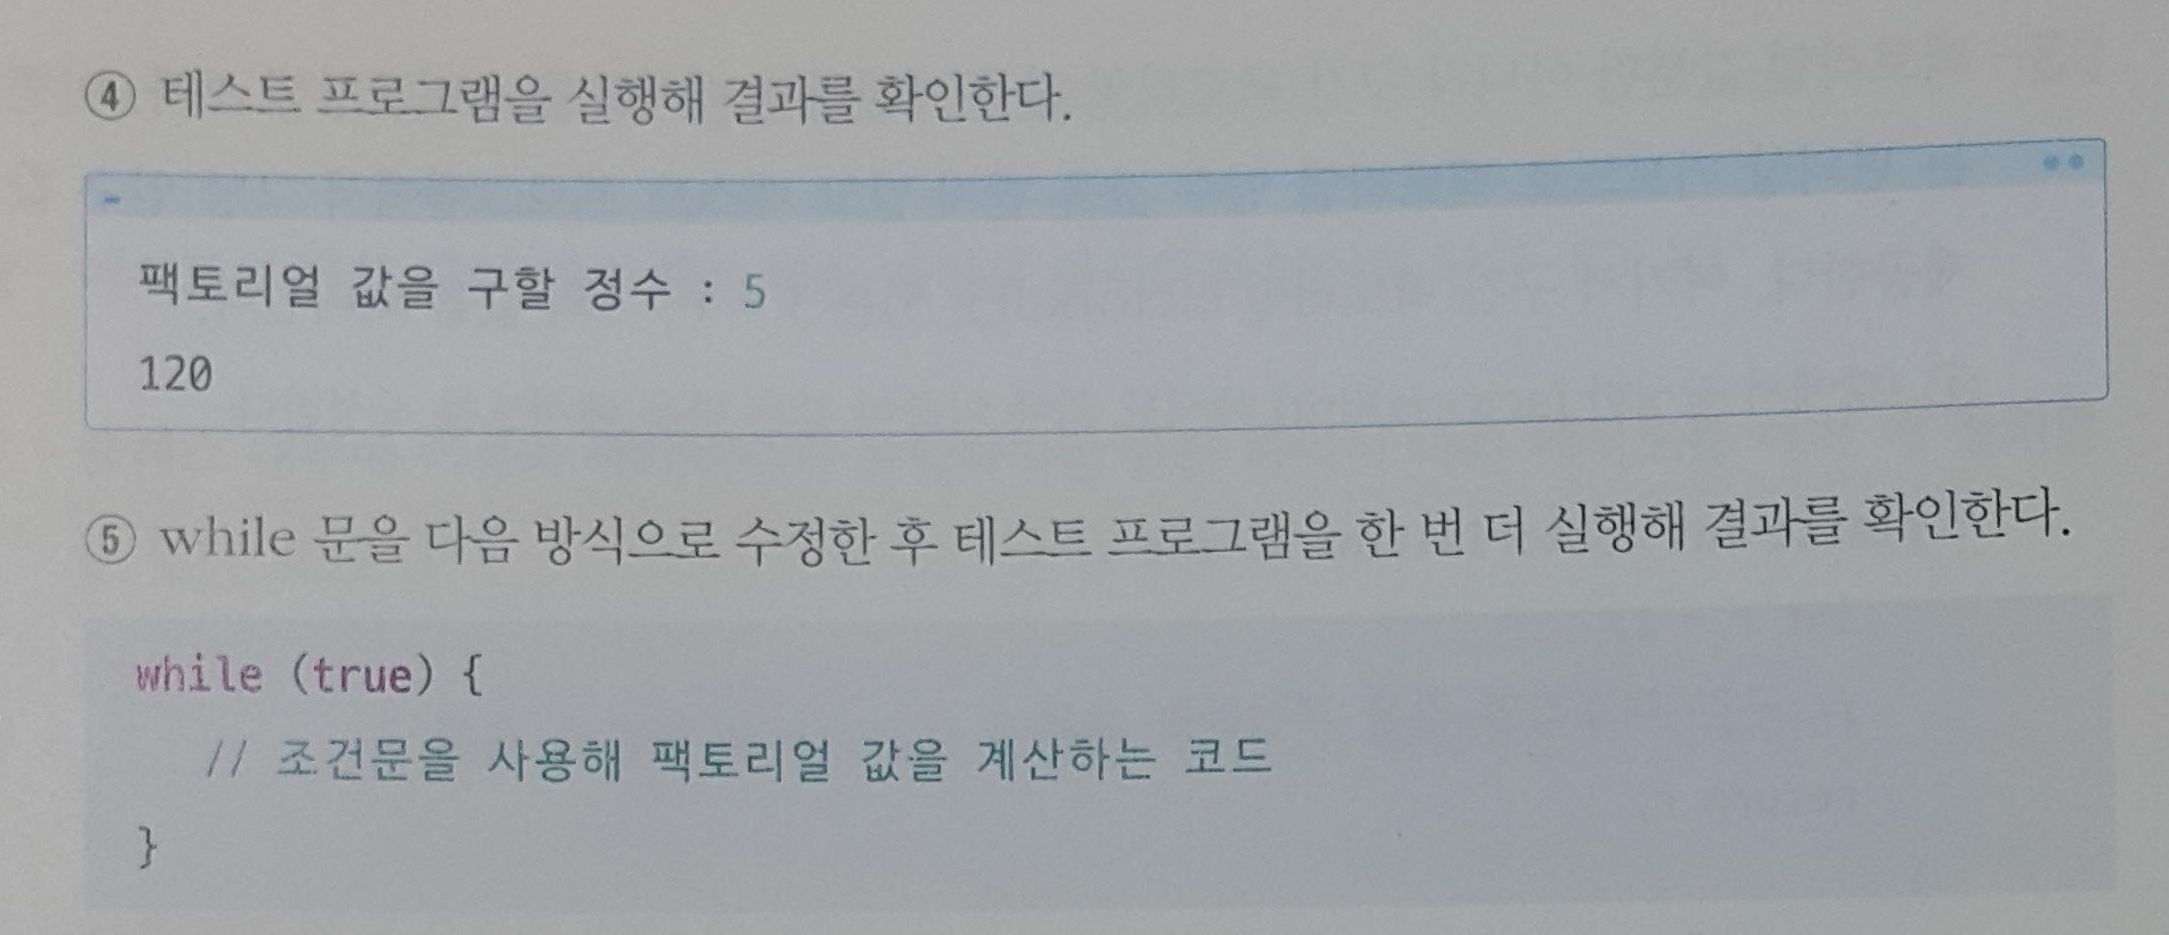 ④ 테스트 프로그램을 실행해 결과를 확인한다.
팩토리얼 값을 구할 정수 : 5
120
⑤ while 문을 다음 방식으로 수정한 후 테스트 프로그램을 한 번 더 실행해 결과를 확인한다.
while (true) {
// 조건문을 사용해 팩토리얼 값을 계산하는 코드
}